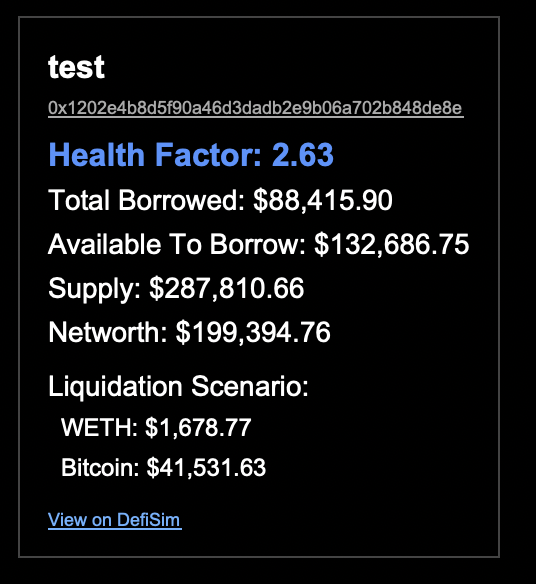 test
0x1202e4b8d5f90a46d3dadb2e9b06a702b848de8e
Health Factor: 2.63
Total Borrowed: $88,415.90
Available To Borrow: $132,686.75
Supply: $287,810.66
Networth: $199,394.76
Liquidation Scenario:
WETH: $1,678.77
Bitcoin: $41,531.63
View on DefiSim